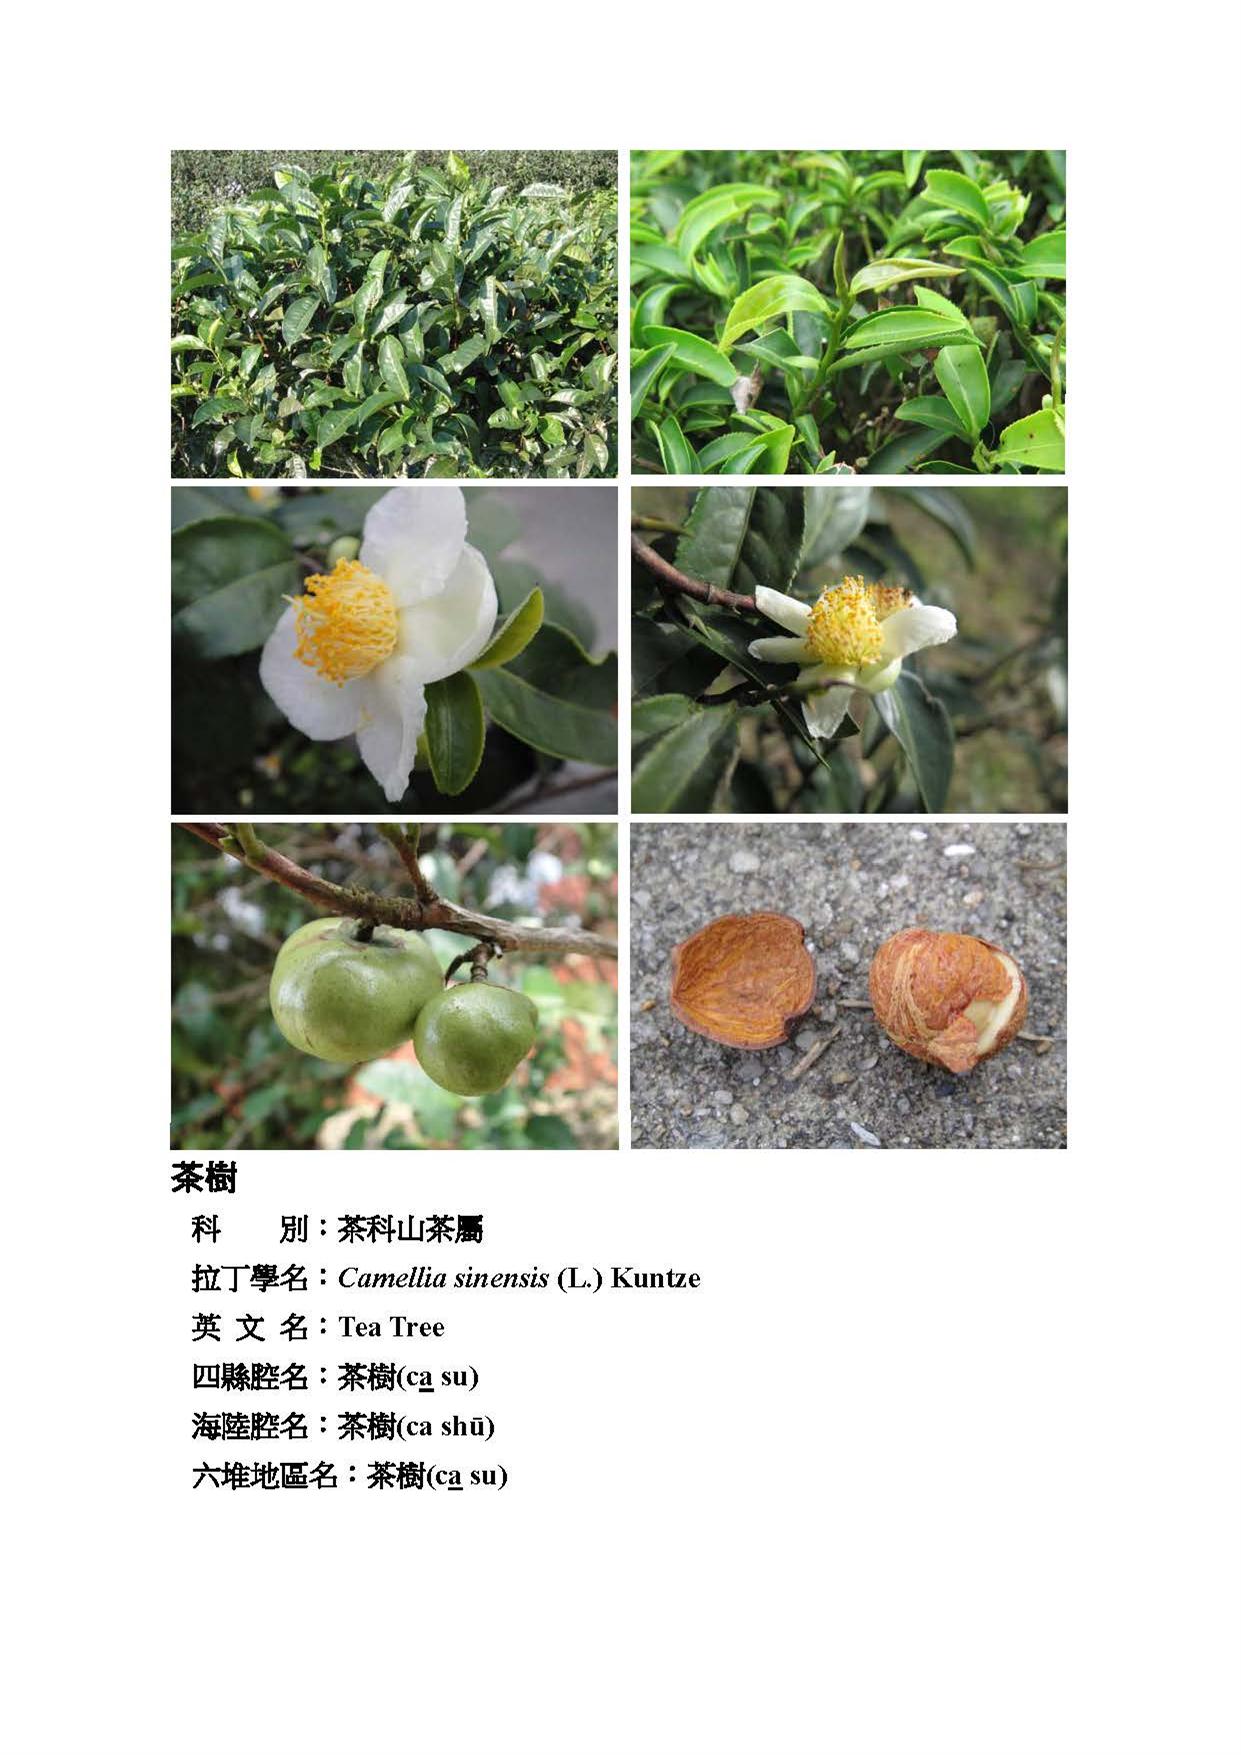 茶樹
科　　別：茶科山茶屬
拉丁學名：Camellia sinensis (L.) Kuntze
英 文 名：Tea Tree
四縣腔名：茶樹(ca̲ su)
海陸腔名：茶樹(ca shū)
六堆地區名：茶樹(ca̲ su)